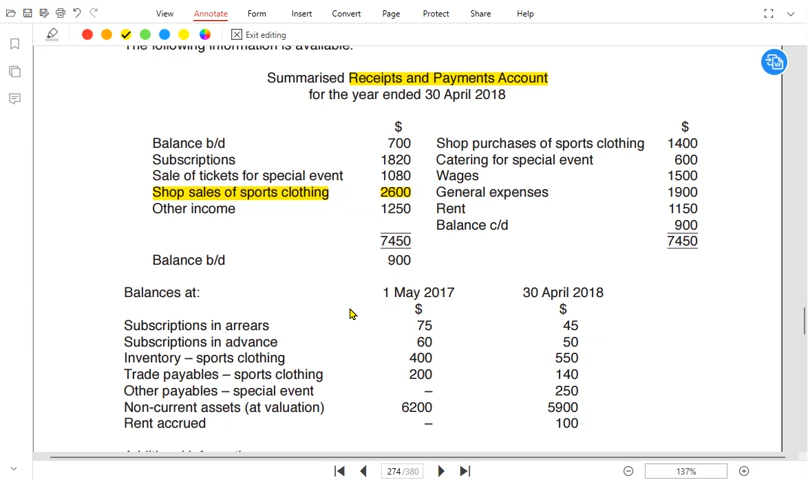 View Annotate Form Insert Convert Page Protect Share Help
Exit editing
The following information is available.
Summarised Receipts and Payments Account
for the year ended 30 April 2018
$ $
Balance b/d 700 Shop purchases of sports clothing 1400
Subscriptions 1820 Catering for special event 600
Sale of tickets for special event 1080 Wages 1500
Shop sales of sports clothing 2600 General expenses 1900
Other income 1250 Rent 1150
Balance c/d 900
7450 7450
Balance b/d 900
Balances at: 1 May 2017 30 April 2018
$ $
Subscriptions in arrears 75 45
Subscriptions in advance 60 50
Inventory – sports clothing 400 550
Trade payables – sports clothing 200 140
Other payables – special event – 250
Non-current assets (at valuation) 6200 5900
Rent accrued – 100
274 /380 137%